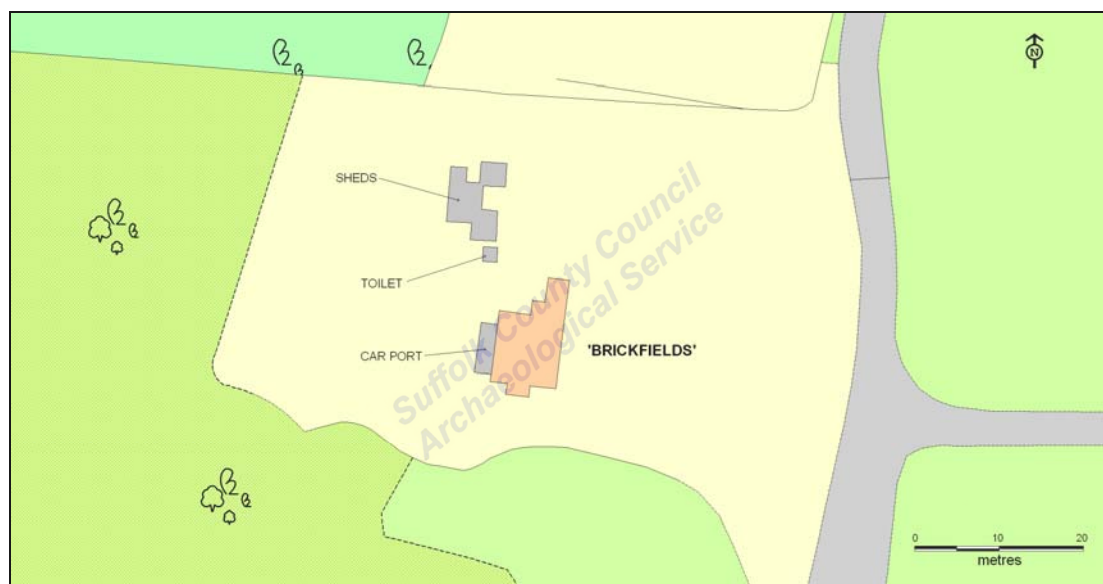 N
SHEDS
TOILET
CAR PORT
'BRICKFIELDS'
Suffolk County Council
Archaeological Service
0 10 20
metres